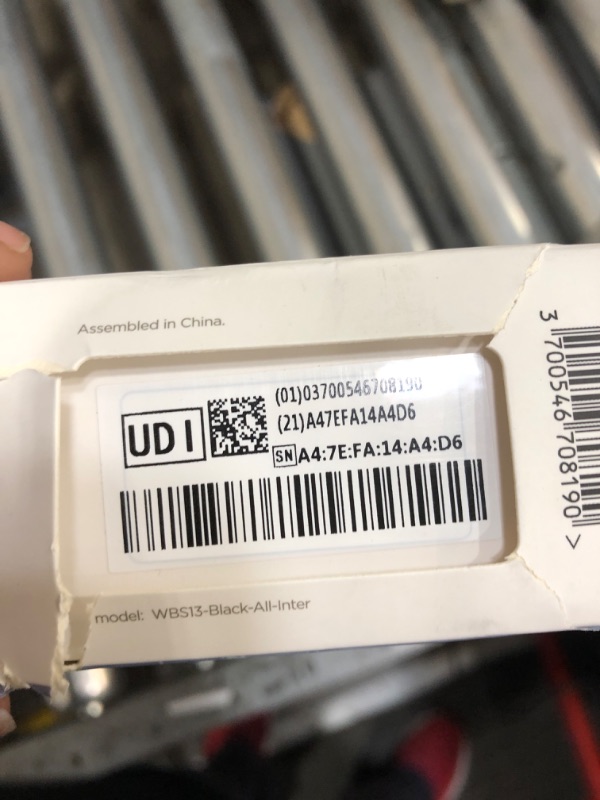 Assembled in China.
UDI
(01)03700546708190
(21)A47EFA14A4D6
SN A4:7E:FA:14:A4:D6
model: WBS13-Black-All-Inter
3 700546 708190 >